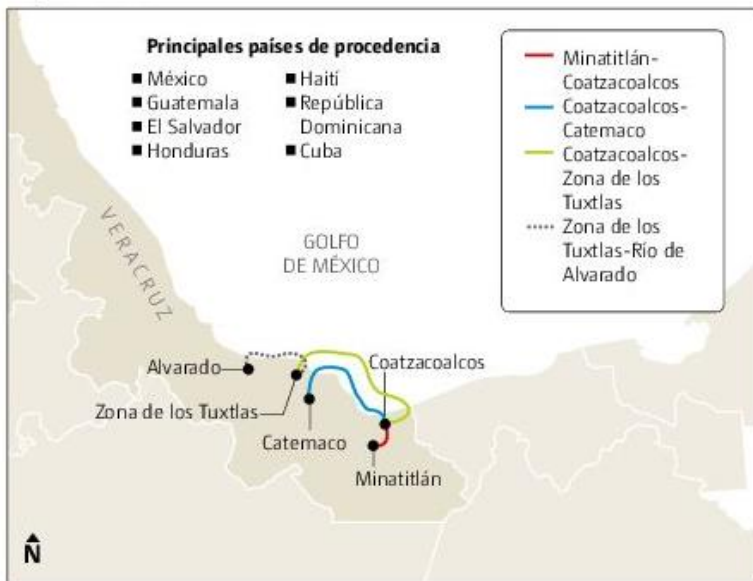 Principales países de procedencia
■ México
■ Guatemala
■ El Salvador
■ Honduras
■ Haití
■ República
Dominicana
■ Cuba
Minatitlán-
Coatzacoalcos
Coatzacoalcos-
Catemaco
Coatzacoalcos-
Zona de los
Tuxtlas
Zona de los
Tuxtlas-Río de
Alvarado
VERACRUZ
GOLFO
DE MÉXICO
Alvarado
Coatzacoalcos
Zona de los Tuxtlas
Catemaco
Minatitlán
N